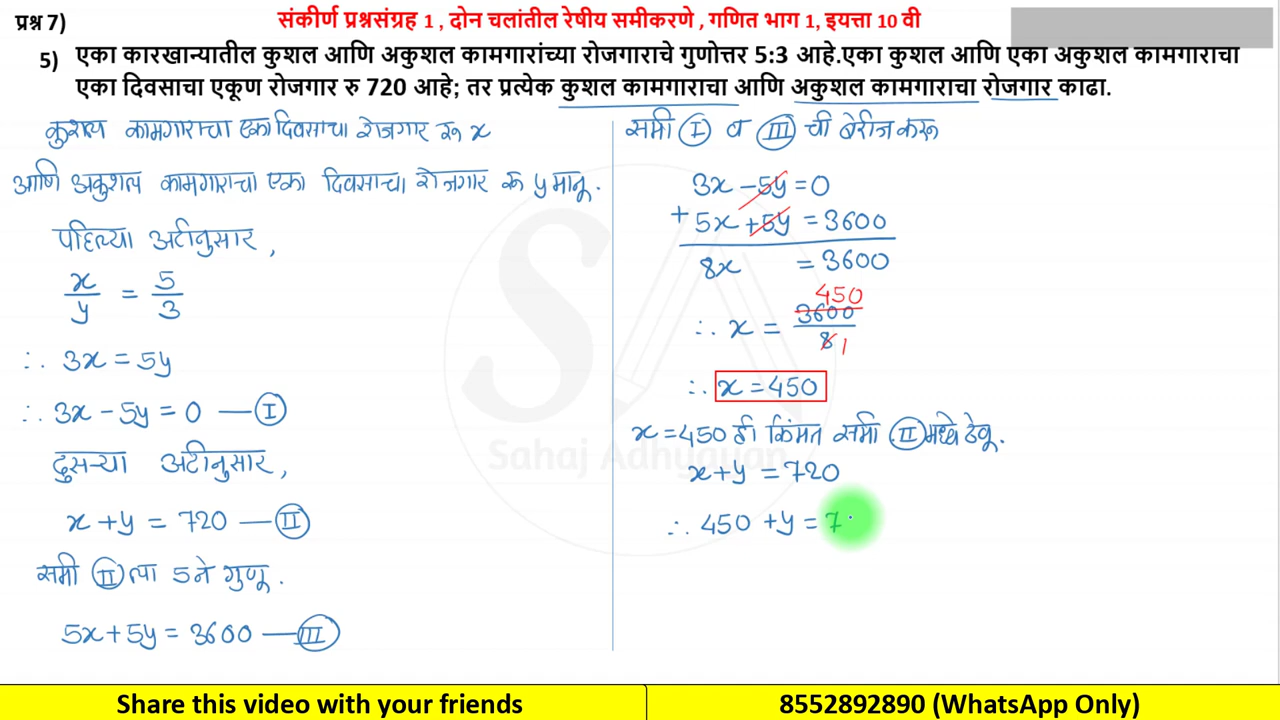 प्रश्न 7)
संकीर्ण प्रश्नसंग्रह 1 , दोन चलांतील रेषीय समीकरणे , गणित भाग 1, इयत्ता 10 वी
5) एका कारखान्यातील कुशल आणि अकुशल कामगारांच्या रोजगाराचे गुणोत्तर 5:3 आहे.एका कुशल आणि एका अकुशल कामगाराचा
एका दिवसाचा एकूण रोजगार रु 720 आहे; तर प्रत्येक कुशल कामगाराचा आणि अकुशल कामगाराचा रोजगार काढा.
कुशल कामगाराचा एका दिवसाचा रोजगार रु x
आणि अकुशल कामगाराचा एका दिवसाचा रोजगार रु y मानू.
पहिल्या अटीनुसार,
x/y = 5/3
∴ 3x = 5y
∴ 3x - 5y = 0 — I
दुसऱ्या अटीनुसार,
x + y = 720 — II
समी II ला 5 ने गुणू.
5x + 5y = 3600 — III
समी I व III ची बेरीज करू
3x - 5y = 0
+ 5x + 5y = 3600
8x = 3600
450
∴ x = 3600/8
1
∴ x = 450
x = 450 ही किंमत समी II मध्ये ठेवू.
x + y = 720
∴ 450 + y = 7
Sahaj Adhyayan
Share this video with your friends
8552892890 (WhatsApp Only)